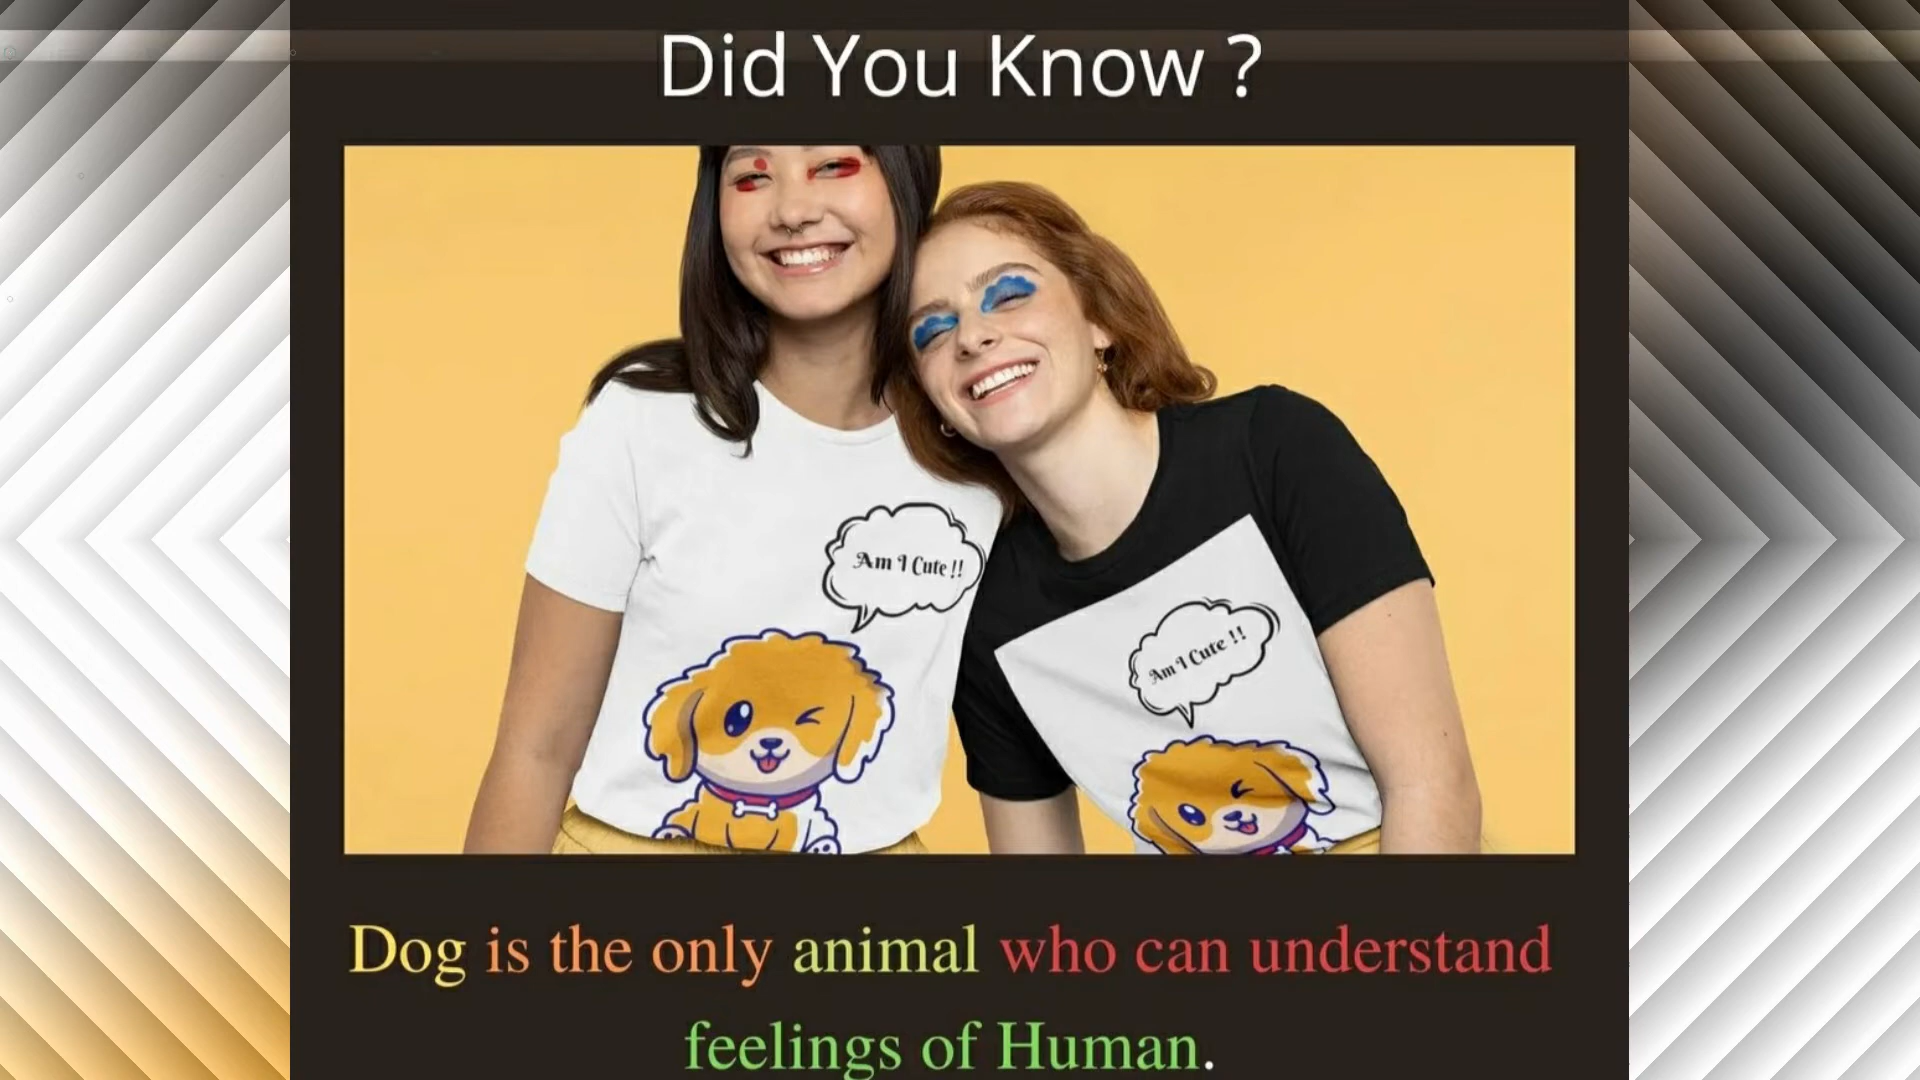 Did You Know ?
Am I Cute !!
Am I Cute !!
Dog is the only animal who can understand
feelings of Human.